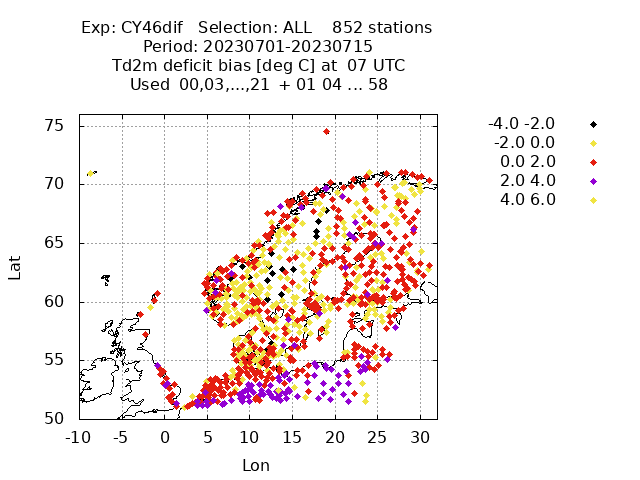 Exp: CY46dif   Selection: ALL    852 stations
Period: 20230701-20230715
Td2m deficit bias [deg C] at  07 UTC
Used  00,03,...,21  + 01 04 ... 58
-4.0 -2.0
-2.0 0.0
0.0 2.0
2.0 4.0
4.0 6.0
75
70
65
60
55
50
Lat
-10 -5 0 5 10 15 20 25 30
Lon